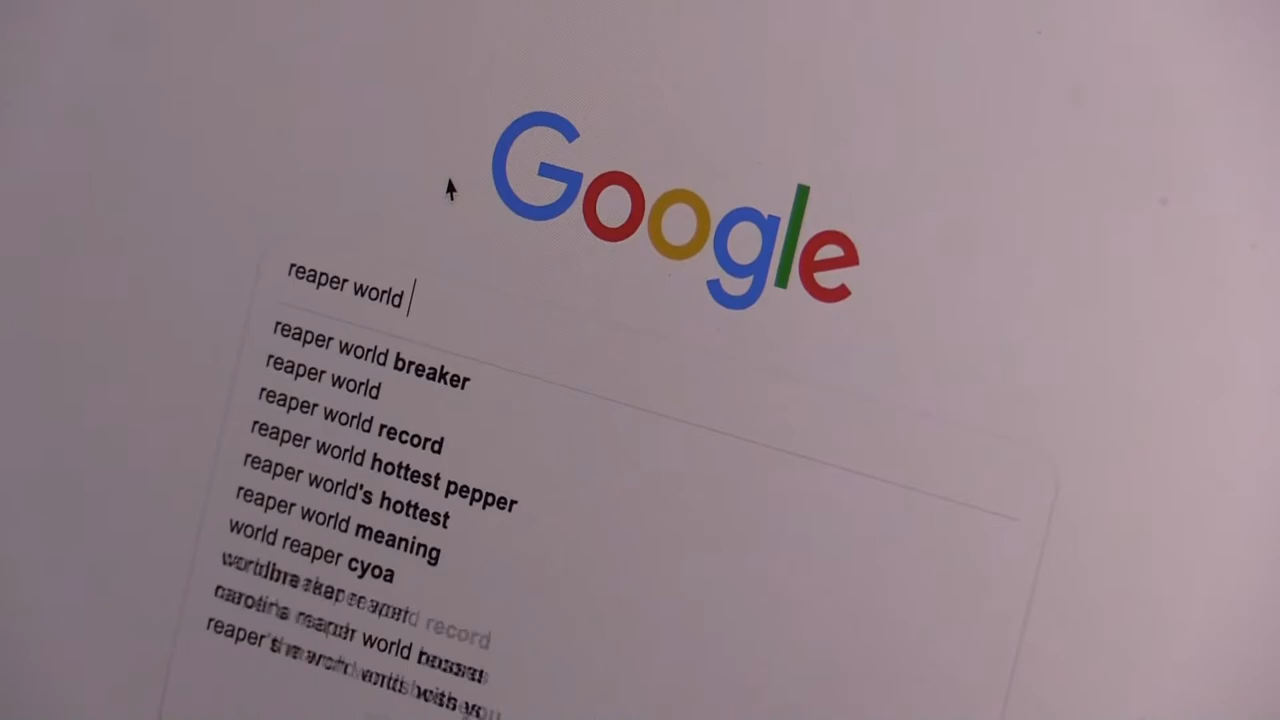 Google
reaper world
reaper world breaker
reaper world
reaper world record
reaper world hottest pepper
reaper world's hottest
reaper world meaning
world reaper cyoa
record
reaper world
reaper's